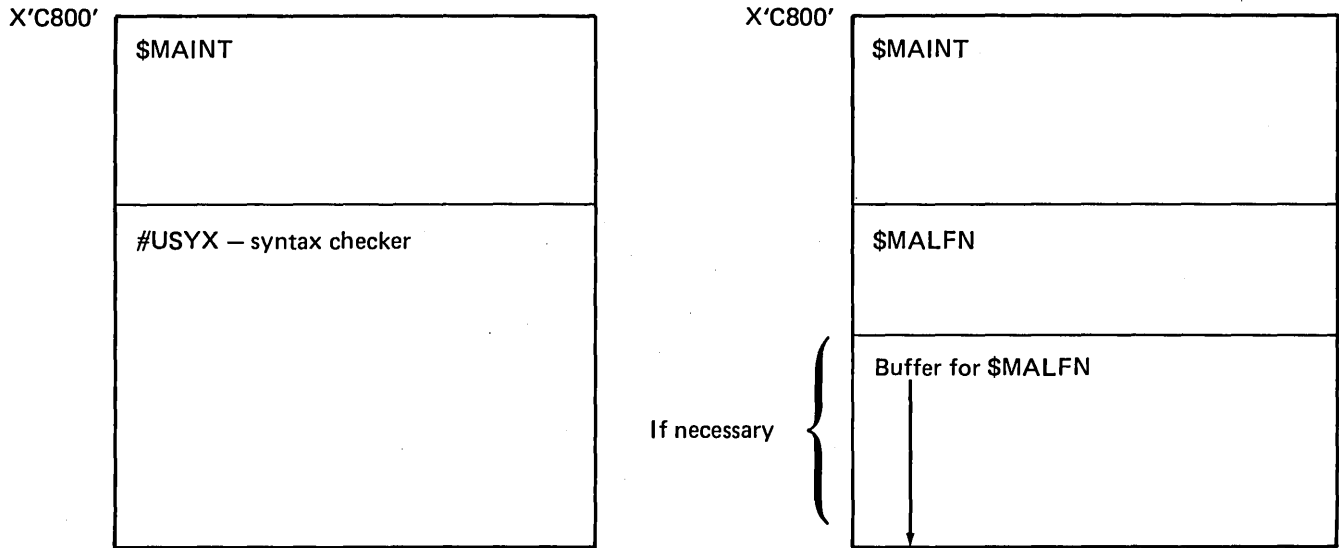 X'C800'
$MAINT
#USYX — syntax checker
X'C800'
$MAINT
$MALFN
If necessary
Buffer for $MALFN